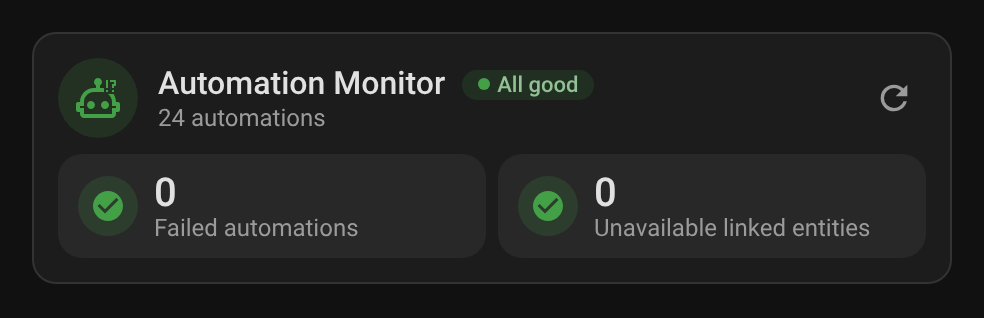 Automation Monitor
All good
24 automations
0
Failed automations
0
Unavailable linked entities